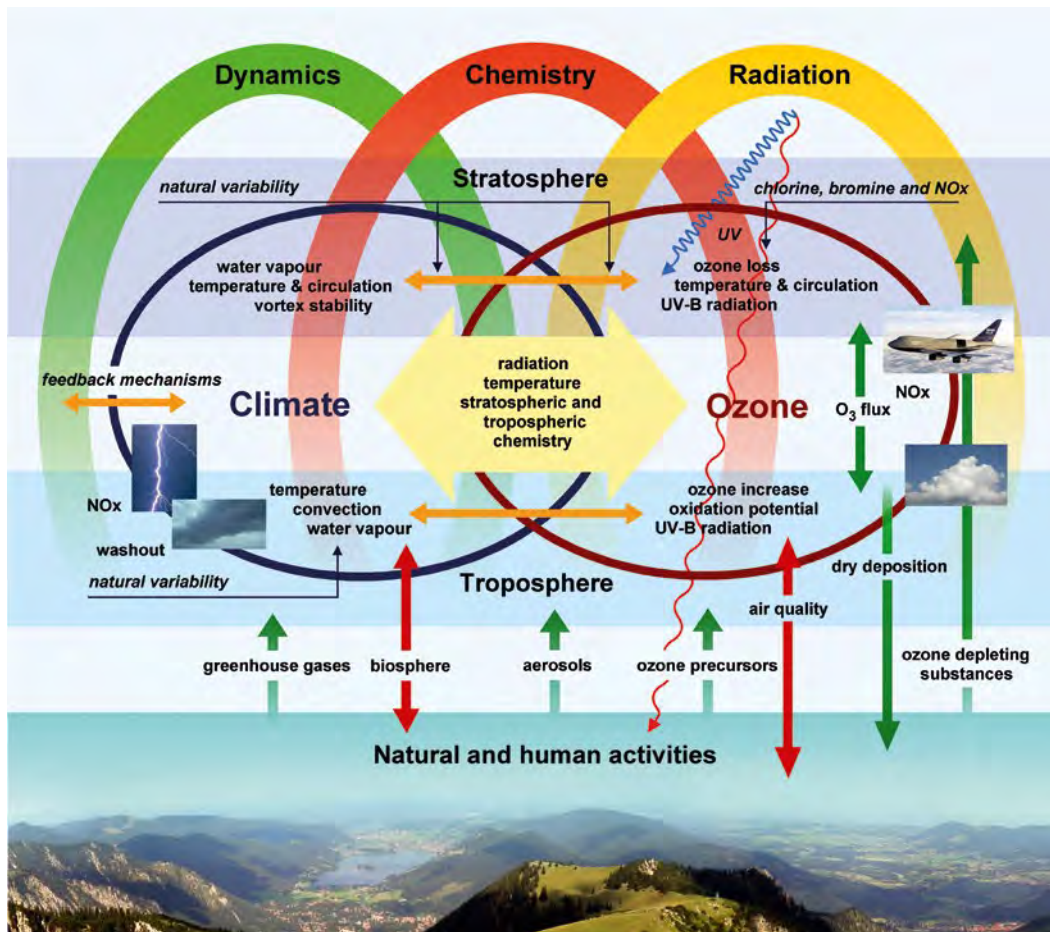 Dynamics
Chemistry
Radiation
natural variability
Stratosphere
chlorine, bromine and NOx
UV
water vapour
temperature & circulation
vortex stability
ozone loss
temperature & circulation
UV-B radiation
feedback mechanisms
Climate
radiation
temperature
stratospheric and
tropospheric
chemistry
Ozone
O₃ flux
NOx
NOx
washout
temperature
convection
water vapour
ozone increase
oxidation potential
UV-B radiation
natural variability
Troposphere
dry deposition
air quality
greenhouse gases
biosphere
aerosols
ozone precursors
ozone depleting
substances
Natural and human activities